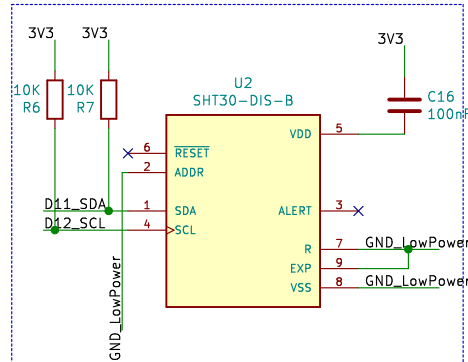 3V3
3V3
3V3
10K
R6
10K
R7
U2
SHT30-DIS-B
C16
100nF
VDD
5
6
RESET
2
ADDR
D11_SDA
1
SDA
ALERT
3
D12_SCL
4
SCL
R
7
GND_LowPower
EXP
9
VSS
8
GND_LowPower
GND_LowPower